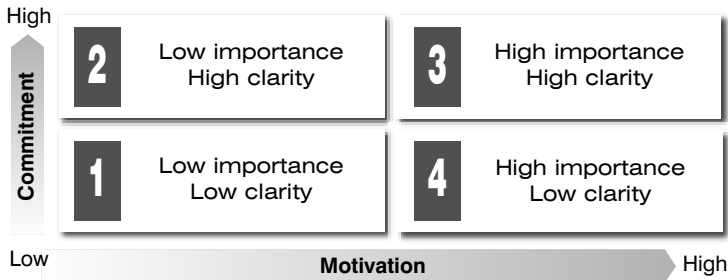 High
2
Low importance
High clarity
3
High importance
High clarity
Commitment
1
Low importance
Low clarity
4
High importance
Low clarity
Low
Motivation
High